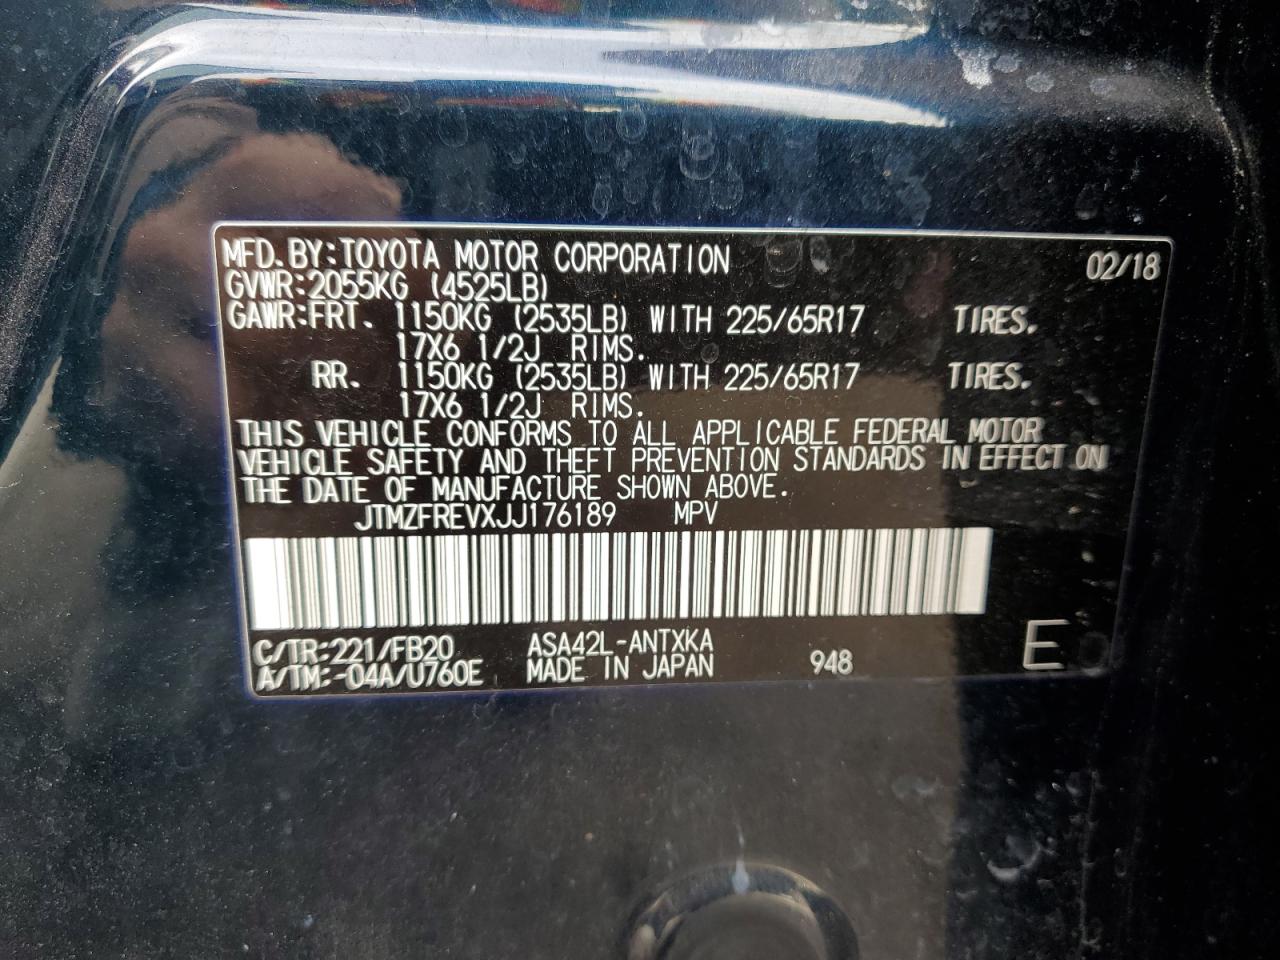 MFD. BY: TOYOTA MOTOR CORPORATION 02/18
GVWR: 2055KG (4525LB)
GAWR: FRT. 1150KG (2535LB) WITH 225/65R17 TIRES.
17X6 1/2J RIMS.
RR. 1150KG (2535LB) WITH 225/65R17 TIRES.
17X6 1/2J RIMS.
THIS VEHICLE CONFORMS TO ALL APPLICABLE FEDERAL MOTOR
VEHICLE SAFETY AND THEFT PREVENTION STANDARDS IN EFFECT ON
THE DATE OF MANUFACTURE SHOWN ABOVE.
JTMZFREVXJJ176189 MPV
C/TR: 221/FB20 ASA42L-ANTXKA
A/TM: -04A/U760E MADE IN JAPAN 948 E